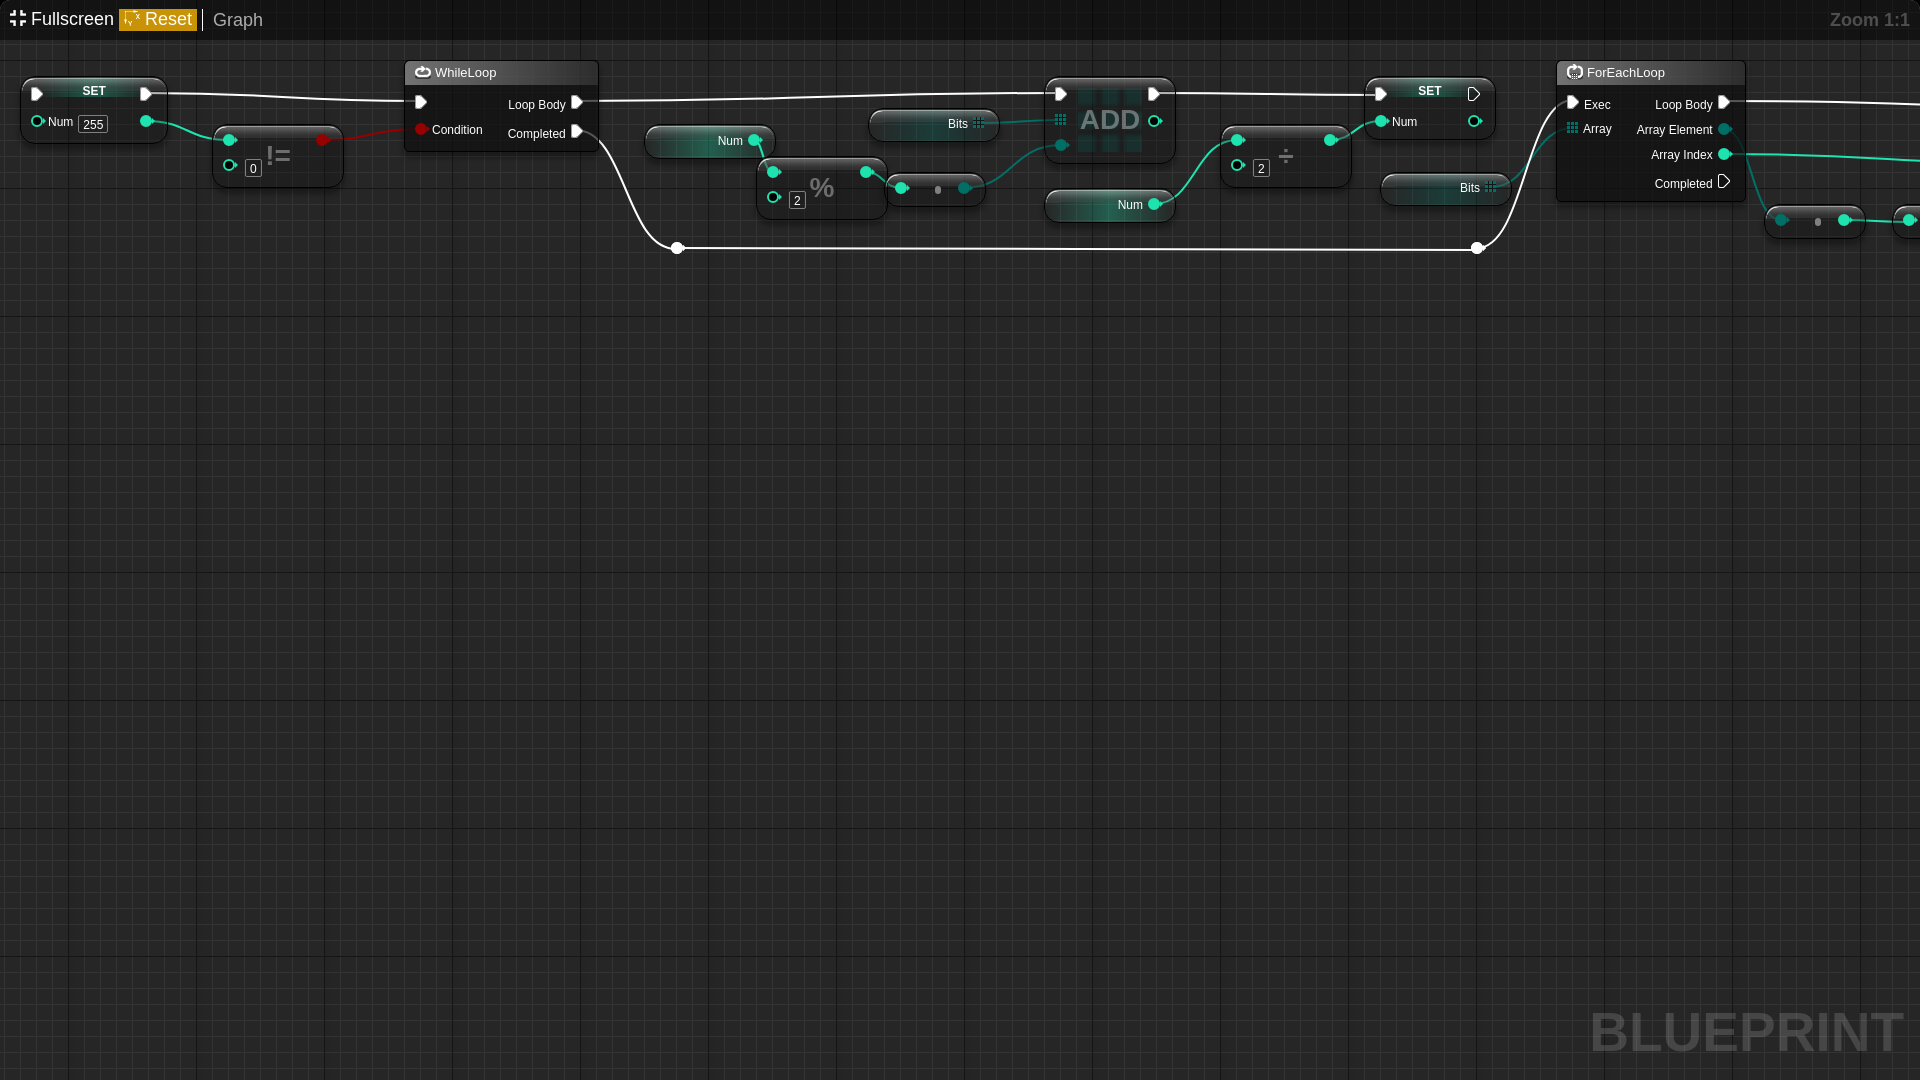 Fullscreen Reset Graph Zoom 1:1
SET
Num 255
0 !=
WhileLoop
Loop Body
Condition
Completed
Num
2 %
Bits
ADD
Num
2 ÷
SET
Num
Bits
ForEachLoop
Exec Loop Body
Array Array Element
Array Index
Completed
BLUEPRINT